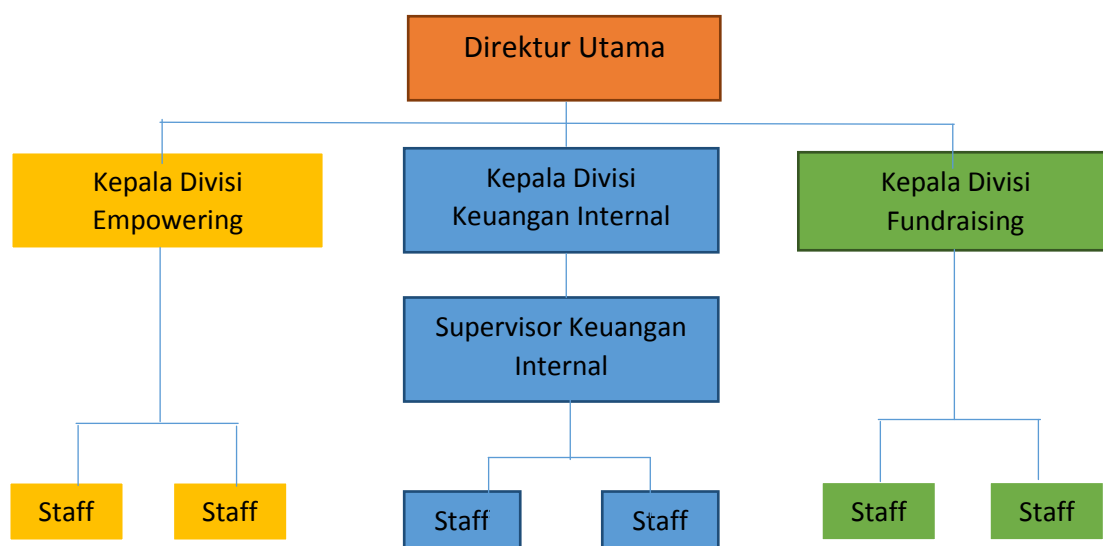 Direktur Utama
Kepala Divisi
Empowering
Kepala Divisi
Keuangan Internal
Kepala Divisi
Fundraising
Supervisor Keuangan
Internal
Staff
Staff
Staff
Staff
Staff
Staff